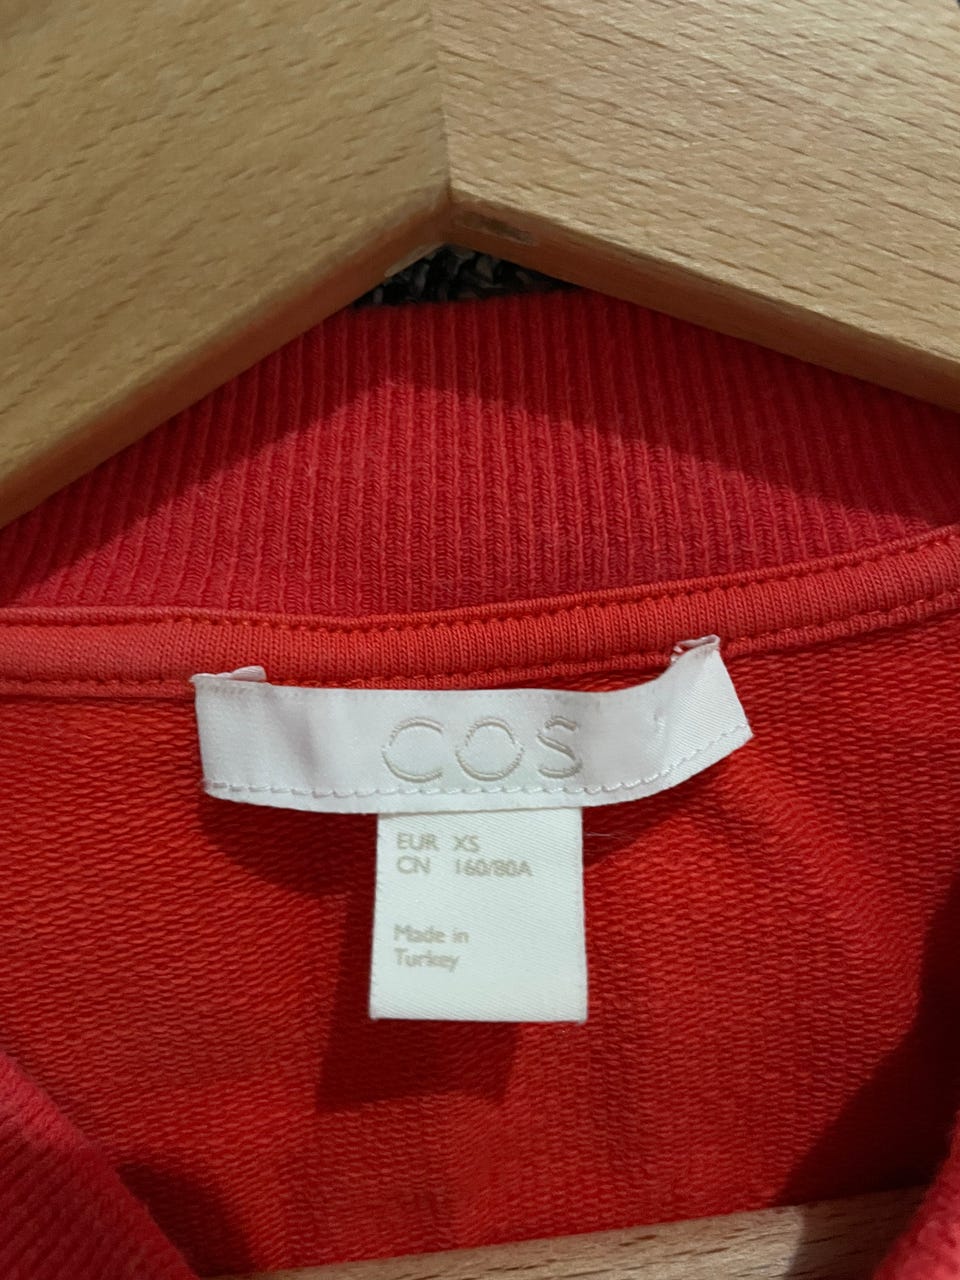 COS
EUR XS
CN 160/80A
Made in
Turkey